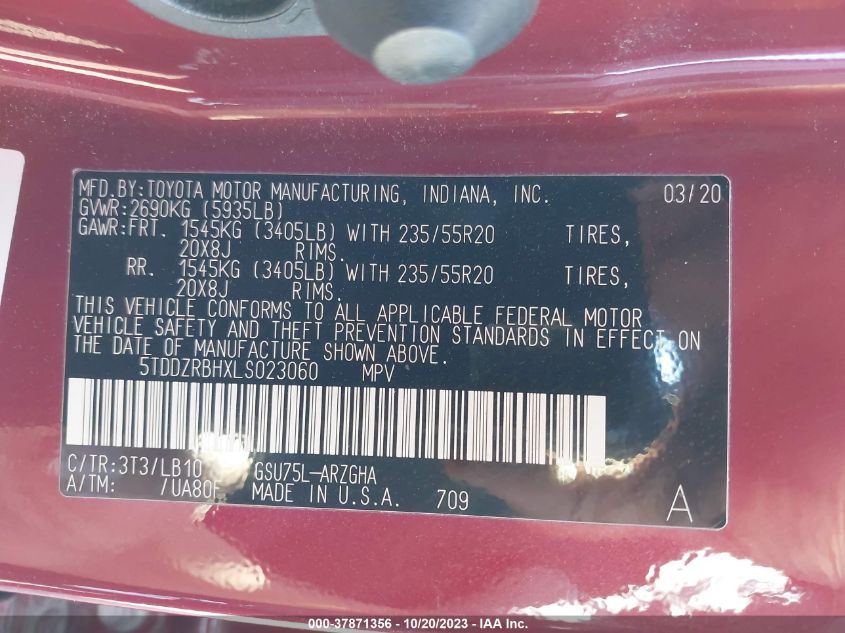 MFD.BY:TOYOTA MOTOR MANUFACTURING, INDIANA, INC. 03/20
GVWR:2690KG (5935LB)
GAWR:FRT. 1545KG (3405LB) WITH 235/55R20 TIRES,
20X8J RIMS.
RR. 1545KG (3405LB) WITH 235/55R20 TIRES,
20X8J RIMS.
THIS VEHICLE CONFORMS TO ALL APPLICABLE FEDERAL MOTOR
VEHICLE SAFETY AND THEFT PREVENTION STANDARDS IN EFFECT ON
THE DATE OF MANUFACTURE SHOWN ABOVE.
5TDDZRBHXLS023060 MPV
C/TR:3T3/LB10 GSU75L-ARZGHA
A/TM: /UA80F MADE IN U.S.A. 709 A
000-37871356 | 10/20/2023 - IAA Inc.